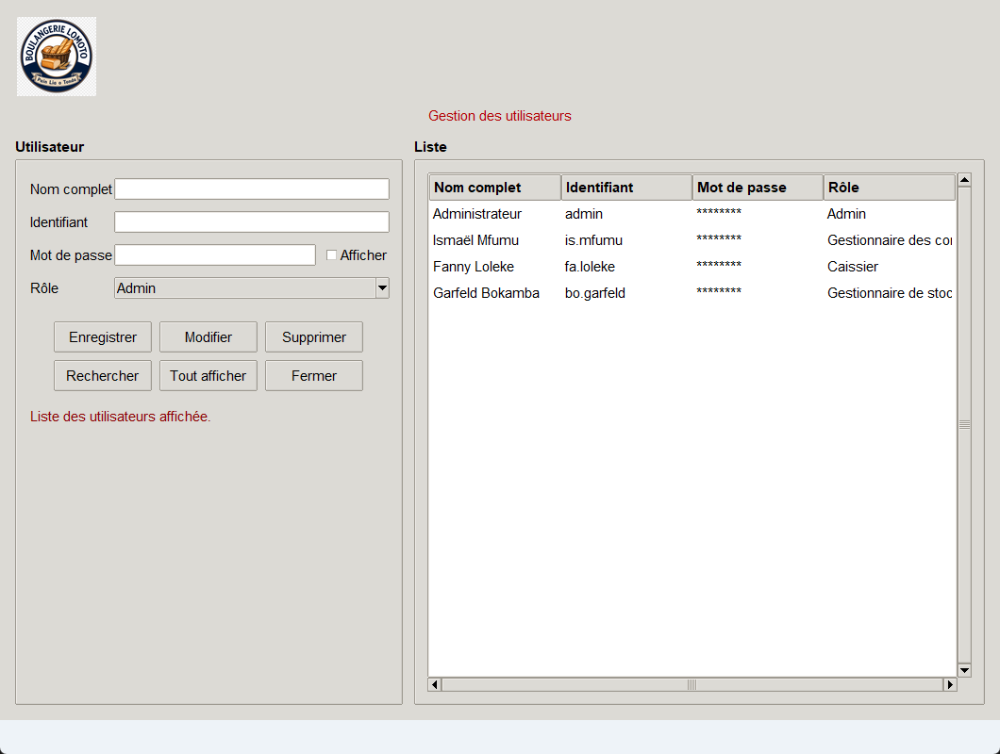 BOULANGERIE LOMOTO
Pain Lia o Tonda
Gestion des utilisateurs
Utilisateur
Nom complet
Identifiant
Mot de passe Afficher
Rôle Admin
Enregistrer Modifier Supprimer
Rechercher Tout afficher Fermer
Liste des utilisateurs affichée.
Liste
Nom complet Identifiant Mot de passe Rôle
Administrateur admin ******** Admin
Ismaël Mfumu is.mfumu ******** Gestionnaire des co
Fanny Loleke fa.loleke ******** Caissier
Garfeld Bokamba bo.garfeld ******** Gestionnaire de stoc